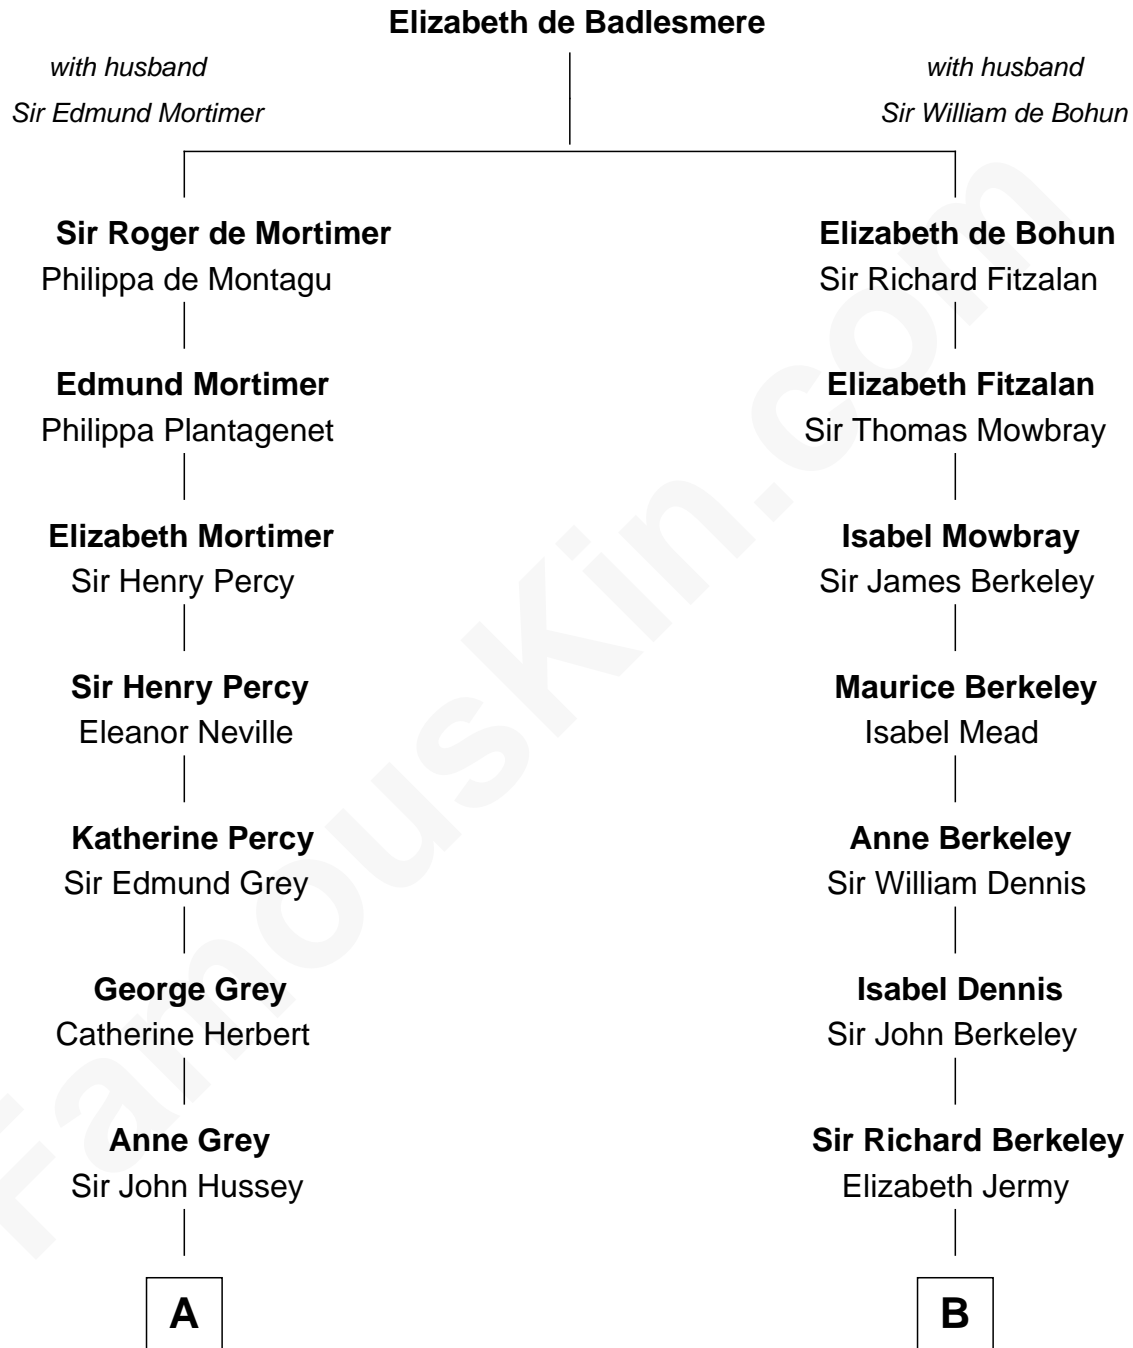 Elizabeth de Badlesmere
with husband
Sir Edmund Mortimer
with husband
Sir William de Bohun
Sir Roger de Mortimer
Philippa de Montagu
Edmund Mortimer
Philippa Plantagenet
Elizabeth Mortimer
Sir Henry Percy
Sir Henry Percy
Eleanor Neville
Katherine Percy
Sir Edmund Grey
George Grey
Catherine Herbert
Anne Grey
Sir John Hussey
A
Elizabeth de Bohun
Sir Richard Fitzalan
Elizabeth Fitzalan
Sir Thomas Mowbray
Isabel Mowbray
Sir James Berkeley
Maurice Berkeley
Isabel Mead
Anne Berkeley
Sir William Dennis
Isabel Dennis
Sir John Berkeley
Sir Richard Berkeley
Elizabeth Jermy
B
FamousKin.com